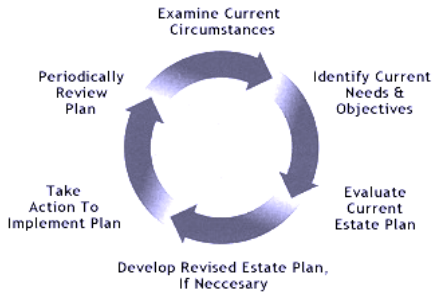 Examine Current
Circumstances
Identify Current
Needs &
Objectives
Evaluate
Current
Estate Plan
Develop Revised Estate Plan,
If Neccesary
Take
Action To
Implement Plan
Periodically
Review
Plan